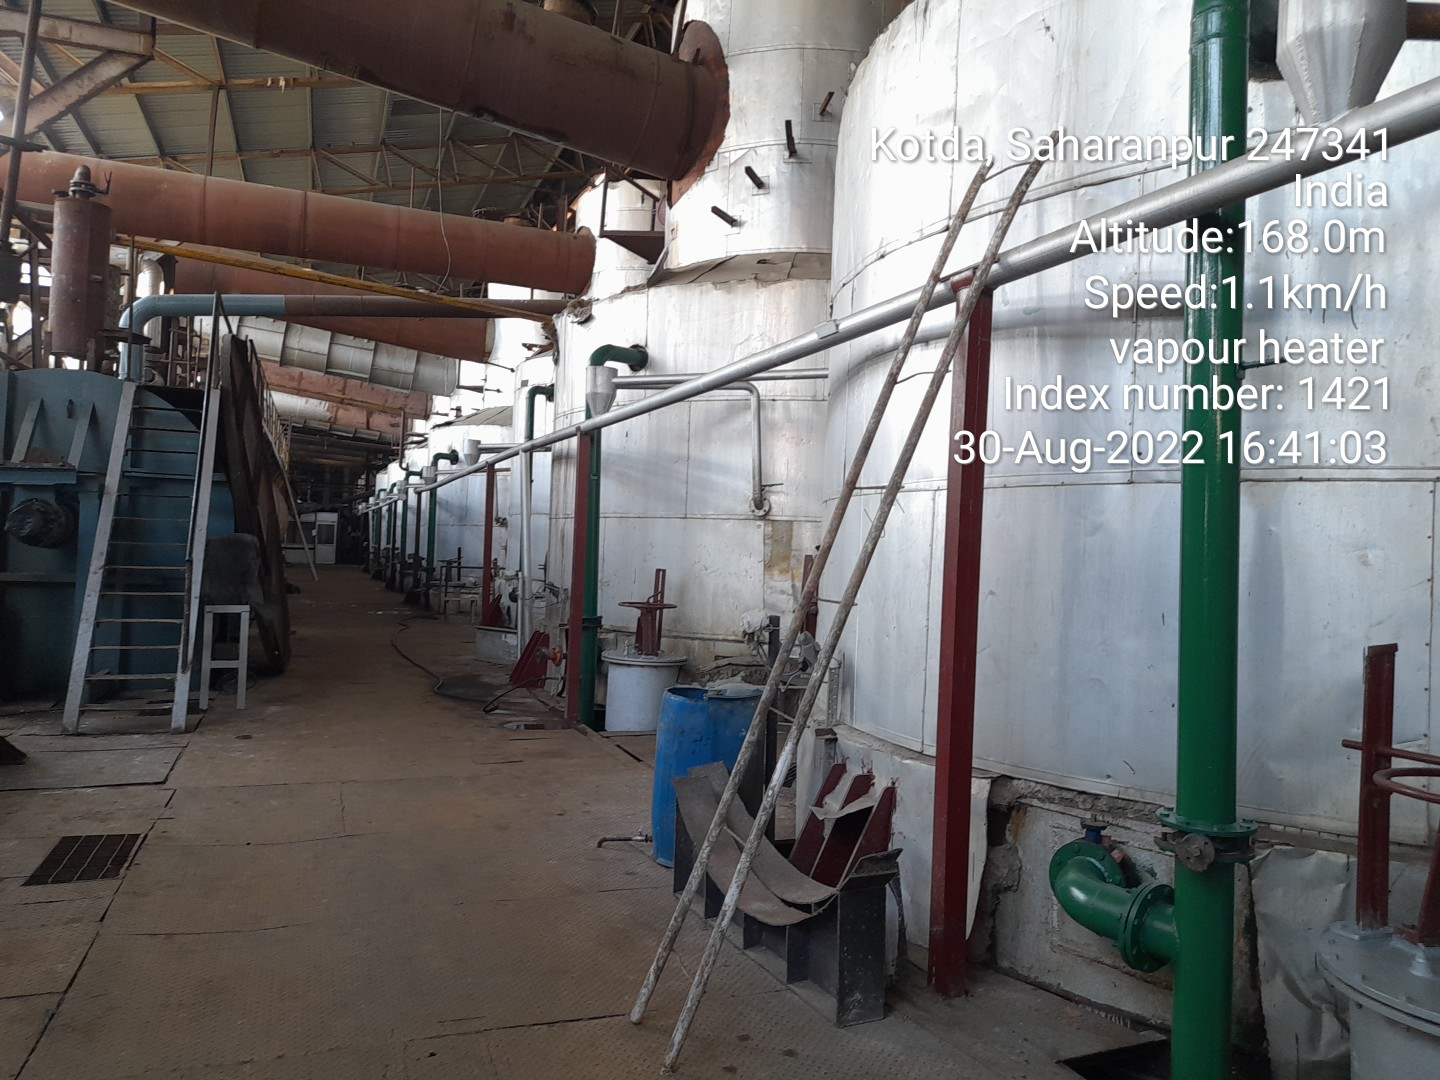 Kotda, Saharanpur 247341
India
Altitude:168.0m
Speed:1.1km/h
vapour heater
Index number: 1421
30-Aug-2022 16:41:03